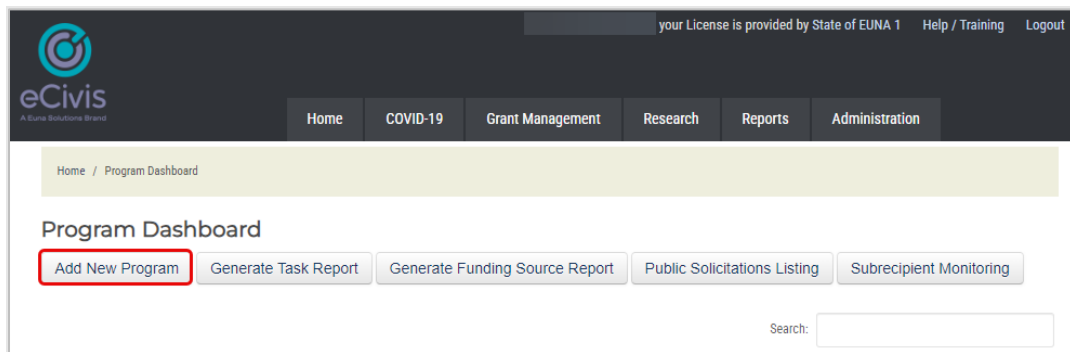 your License is provided by State of EUNA 1 Help / Training Logout
eCivis
A Euna Solutions Brand
Home COVID-19 Grant Management Research Reports Administration
Home / Program Dashboard
Program Dashboard
Add New Program Generate Task Report Generate Funding Source Report Public Solicitations Listing Subrecipient Monitoring
Search: